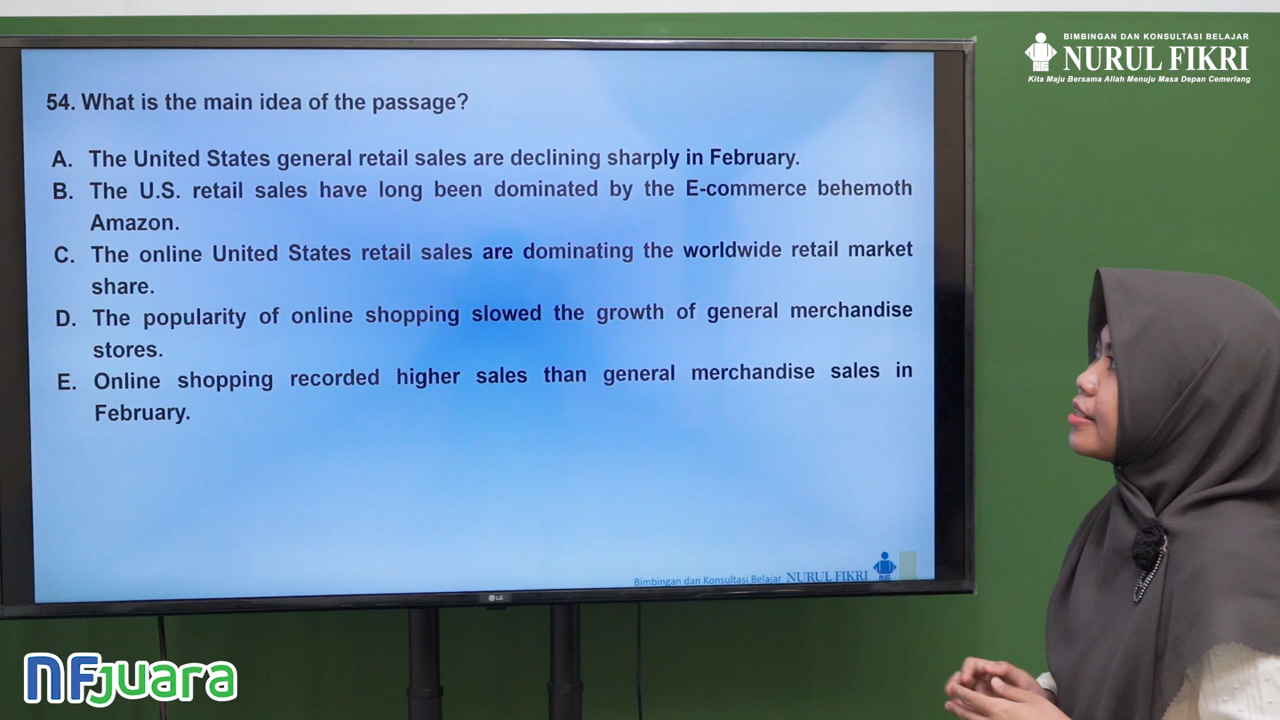 BIMBINGAN DAN KONSULTASI BELAJAR
NURUL FIKRI
Kita Maju Bersama Allah Menuju Masa Depan Cemerlang
54. What is the main idea of the passage?
A. The United States general retail sales are declining sharply in February.
B. The U.S. retail sales have long been dominated by the E-commerce behemoth
Amazon.
C. The online United States retail sales are dominating the worldwide retail market
share.
D. The popularity of online shopping slowed the growth of general merchandise
stores.
E. Online shopping recorded higher sales than general merchandise sales in
February.
Bimbingan dan Konsultasi Belajar NURUL FIKRI
LG
NFjuara